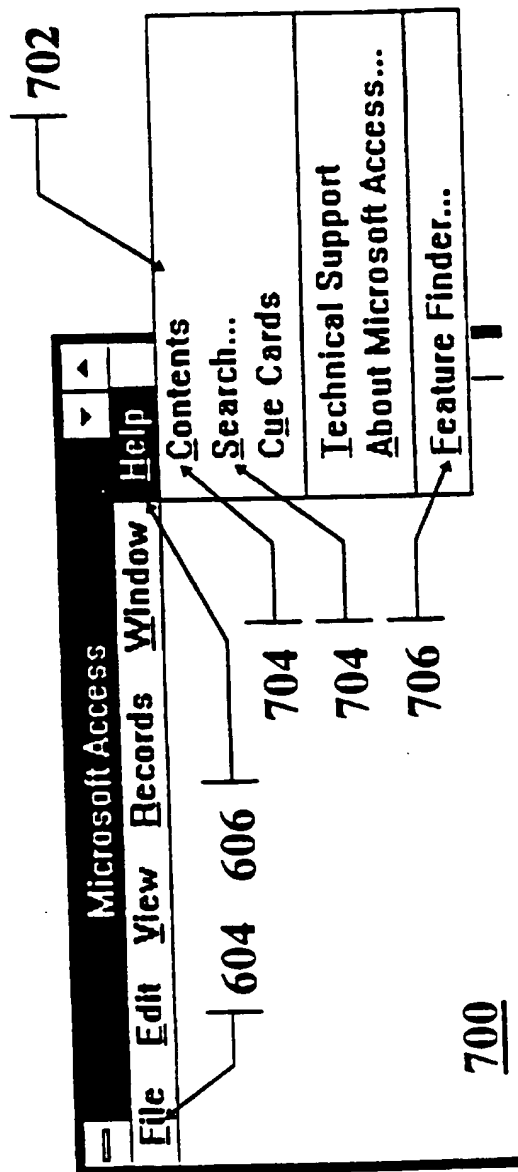 702
Microsoft Access
File Edit View Records Window Help
Contents
Search...
Cue Cards
Technical Support
About Microsoft Access...
Feature Finder...
604
606
704
704
706
700